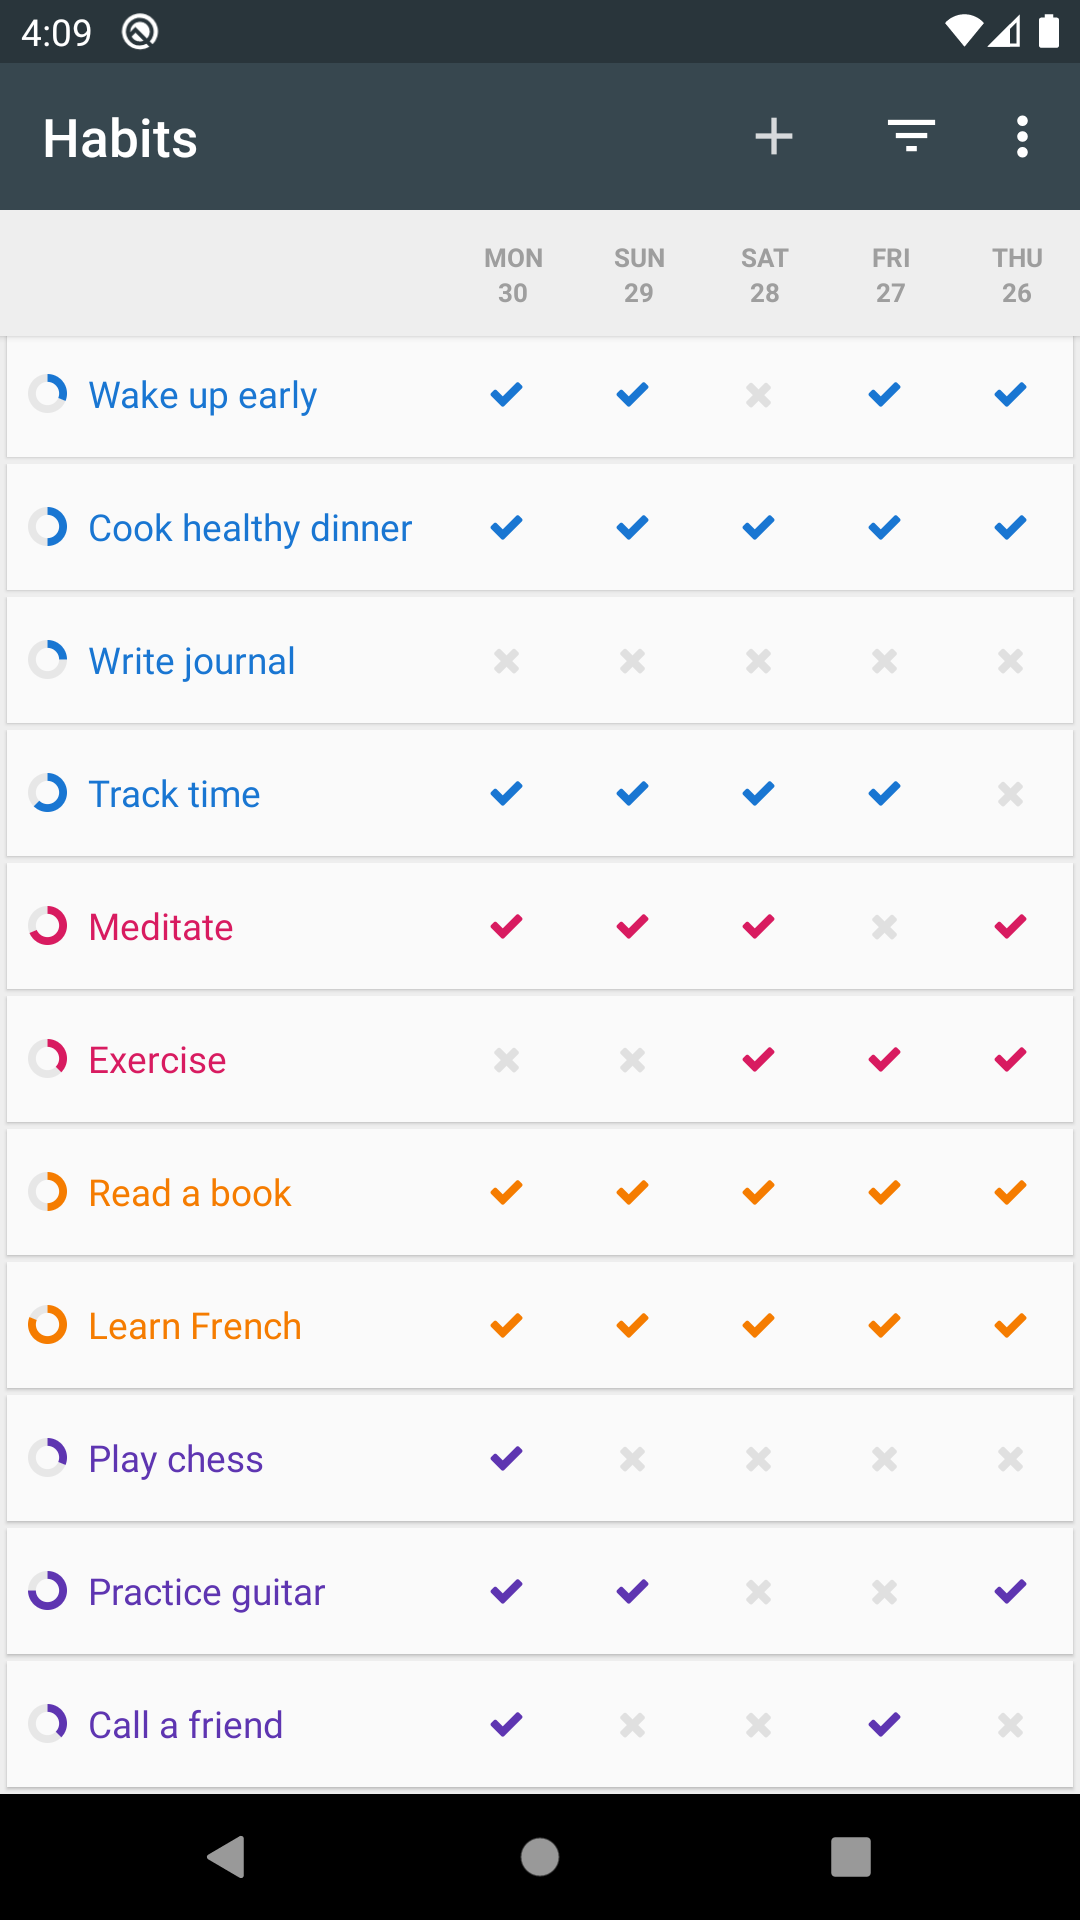 4:09
Habits
MON SUN SAT FRI THU
30 29 28 27 26
Wake up early
Cook healthy dinner
Write journal
Track time
Meditate
Exercise
Read a book
Learn French
Play chess
Practice guitar
Call a friend